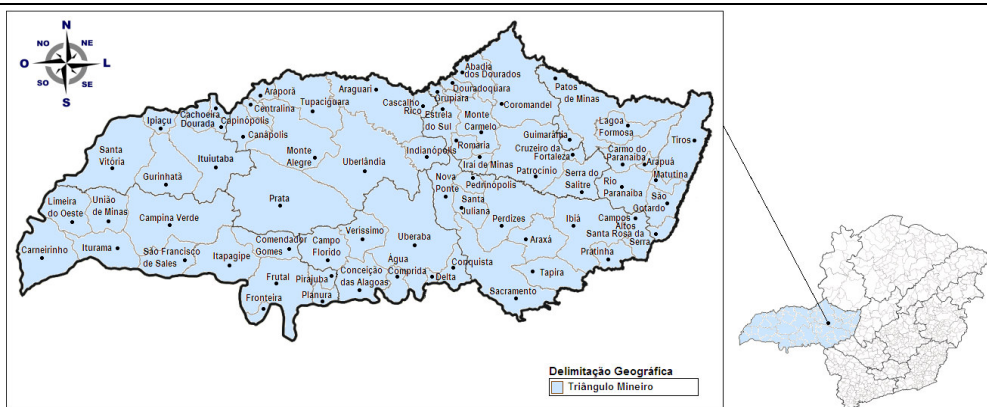 N
NO NE
O L
SO SE
S
Abadia
dos Dourados
Douradoquara
Patos
de Minas
Araporã
Araguari
Cascalho
Rico
Grupiara
Coromandel
Centralina
Tupaciguara
Cachoeira
Dourada
Capinópolis
Ipiaçu
Canápolis
Estrela
do Sul
Monte
Carmelo
Lagoa
Formosa
Guimarânia
Tiros
Romaria
Cruzeiro da
Fortaleza
Carmo do
Paranaíba
Arapuá
Santa
Vitória
Ituiutaba
Monte
Alegre
Uberlândia
Indianópolis
Iraí de Minas
Patrocínio
Serra do
Salitre
Matutina
Gurinhatã
Nova
Ponte
Pedrinópolis
Rio
Paranaíba
São
Gotardo
Limeira
do Oeste
União
de Minas
Prata
Santa
Juliana
Perdizes
Ibiá
Campos
Altos
Santa Rosa da
Serra
Campina Verde
Veríssimo
Uberaba
Araxá
Pratinha
Carneirinho
Iturama
São Francisco
de Sales
Itapagipe
Comendador
Gomes
Campo
Florido
Água
Comprida
Conquista
Delta
Tapira
Frutal
Pirajuba
Conceição
das Alagoas
Sacramento
Fronteira
Planura
Delimitação Geográfica
Triângulo Mineiro